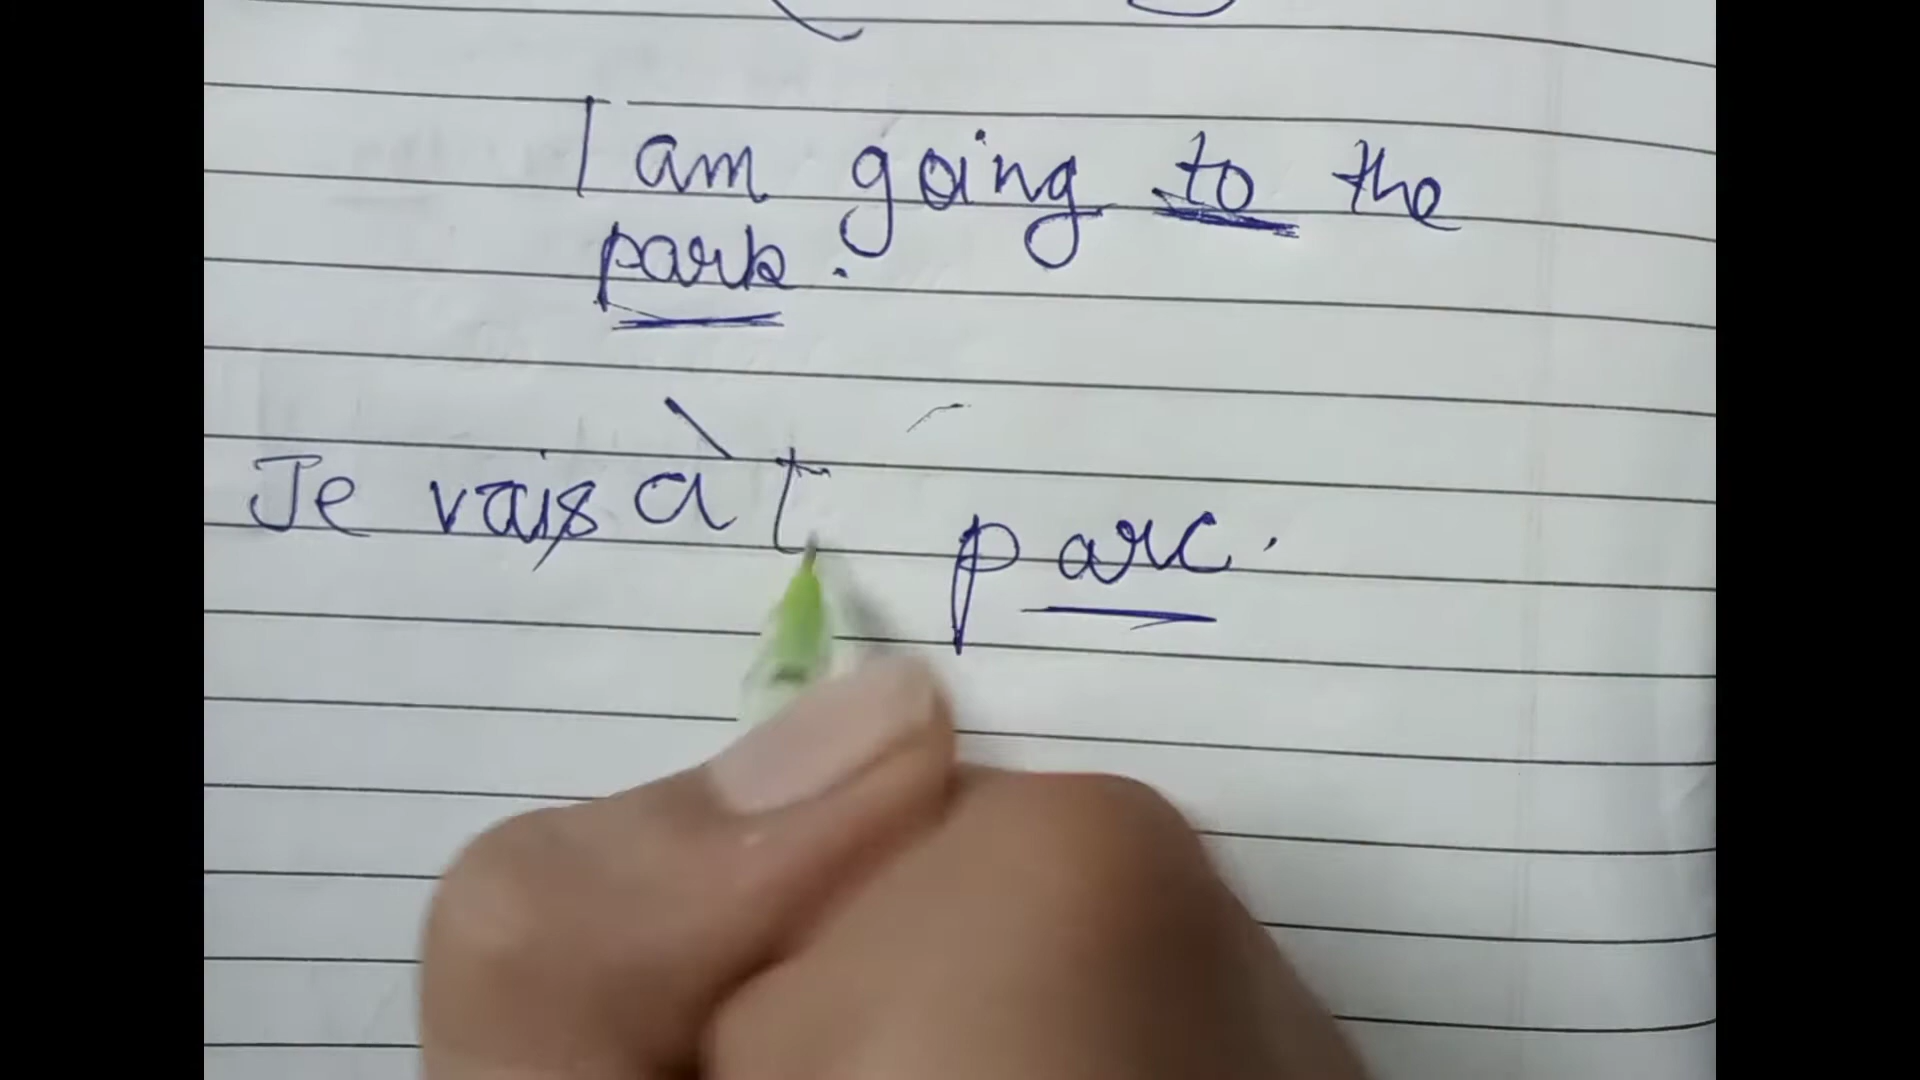 I am going to the
park.
Je vais à parc.